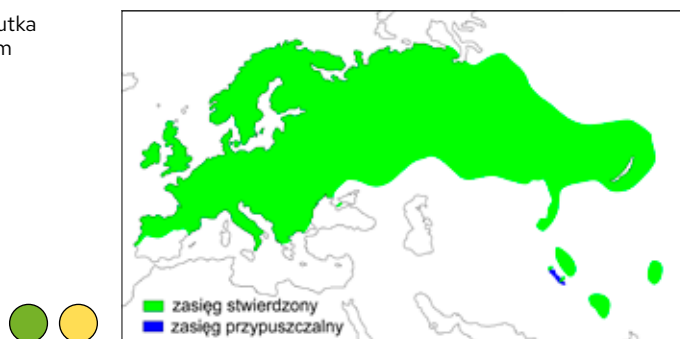 utka
m
zasięg stwierdzony
zasięg przypuszczalny